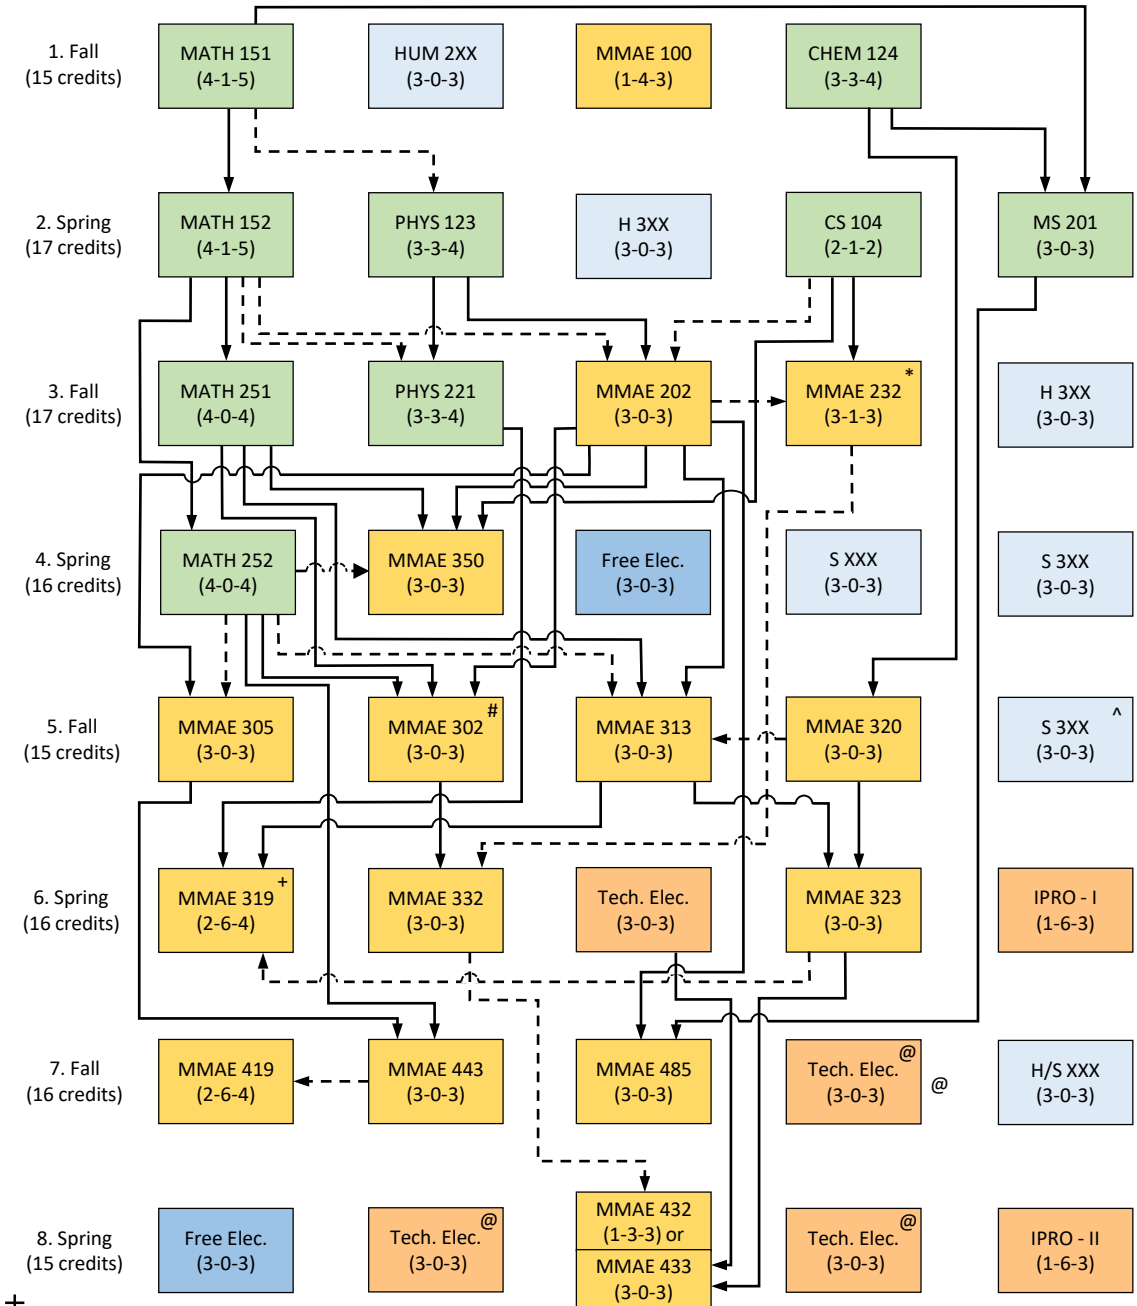 1. Fall
(15 credits)
MATH 151
(4-1-5)
HUM 2XX
(3-0-3)
MMAE 100
(1-4-3)
CHEM 124
(3-3-4)
2. Spring
(17 credits)
MATH 152
(4-1-5)
PHYS 123
(3-3-4)
H 3XX
(3-0-3)
CS 104
(2-1-2)
MS 201
(3-0-3)
3. Fall
(17 credits)
MATH 251
(4-0-4)
PHYS 221
(3-3-4)
MMAE 202
(3-0-3)
MMAE 232 *
(3-1-3)
H 3XX
(3-0-3)
4. Spring
(16 credits)
MATH 252
(4-0-4)
MMAE 350
(3-0-3)
Free Elec.
(3-0-3)
S XXX
(3-0-3)
S 3XX
(3-0-3)
5. Fall
(15 credits)
MMAE 305
(3-0-3)
MMAE 302 #
(3-0-3)
MMAE 313
(3-0-3)
MMAE 320
(3-0-3)
S 3XX ^
(3-0-3)
6. Spring
(16 credits)
MMAE 319 +
(2-6-4)
MMAE 332
(3-0-3)
Tech. Elec.
(3-0-3)
MMAE 323
(3-0-3)
IPRO - I
(1-6-3)
7. Fall
(16 credits)
MMAE 419
(2-6-4)
MMAE 443
(3-0-3)
MMAE 485
(3-0-3)
Tech. Elec. @
(3-0-3)
@
H/S XXX
(3-0-3)
8. Spring
(15 credits)
Free Elec.
(3-0-3)
Tech. Elec. @
(3-0-3)
MMAE 432
(1-3-3) or
MMAE 433
(3-0-3)
Tech. Elec. @
(3-0-3)
IPRO - II
(1-6-3)
+